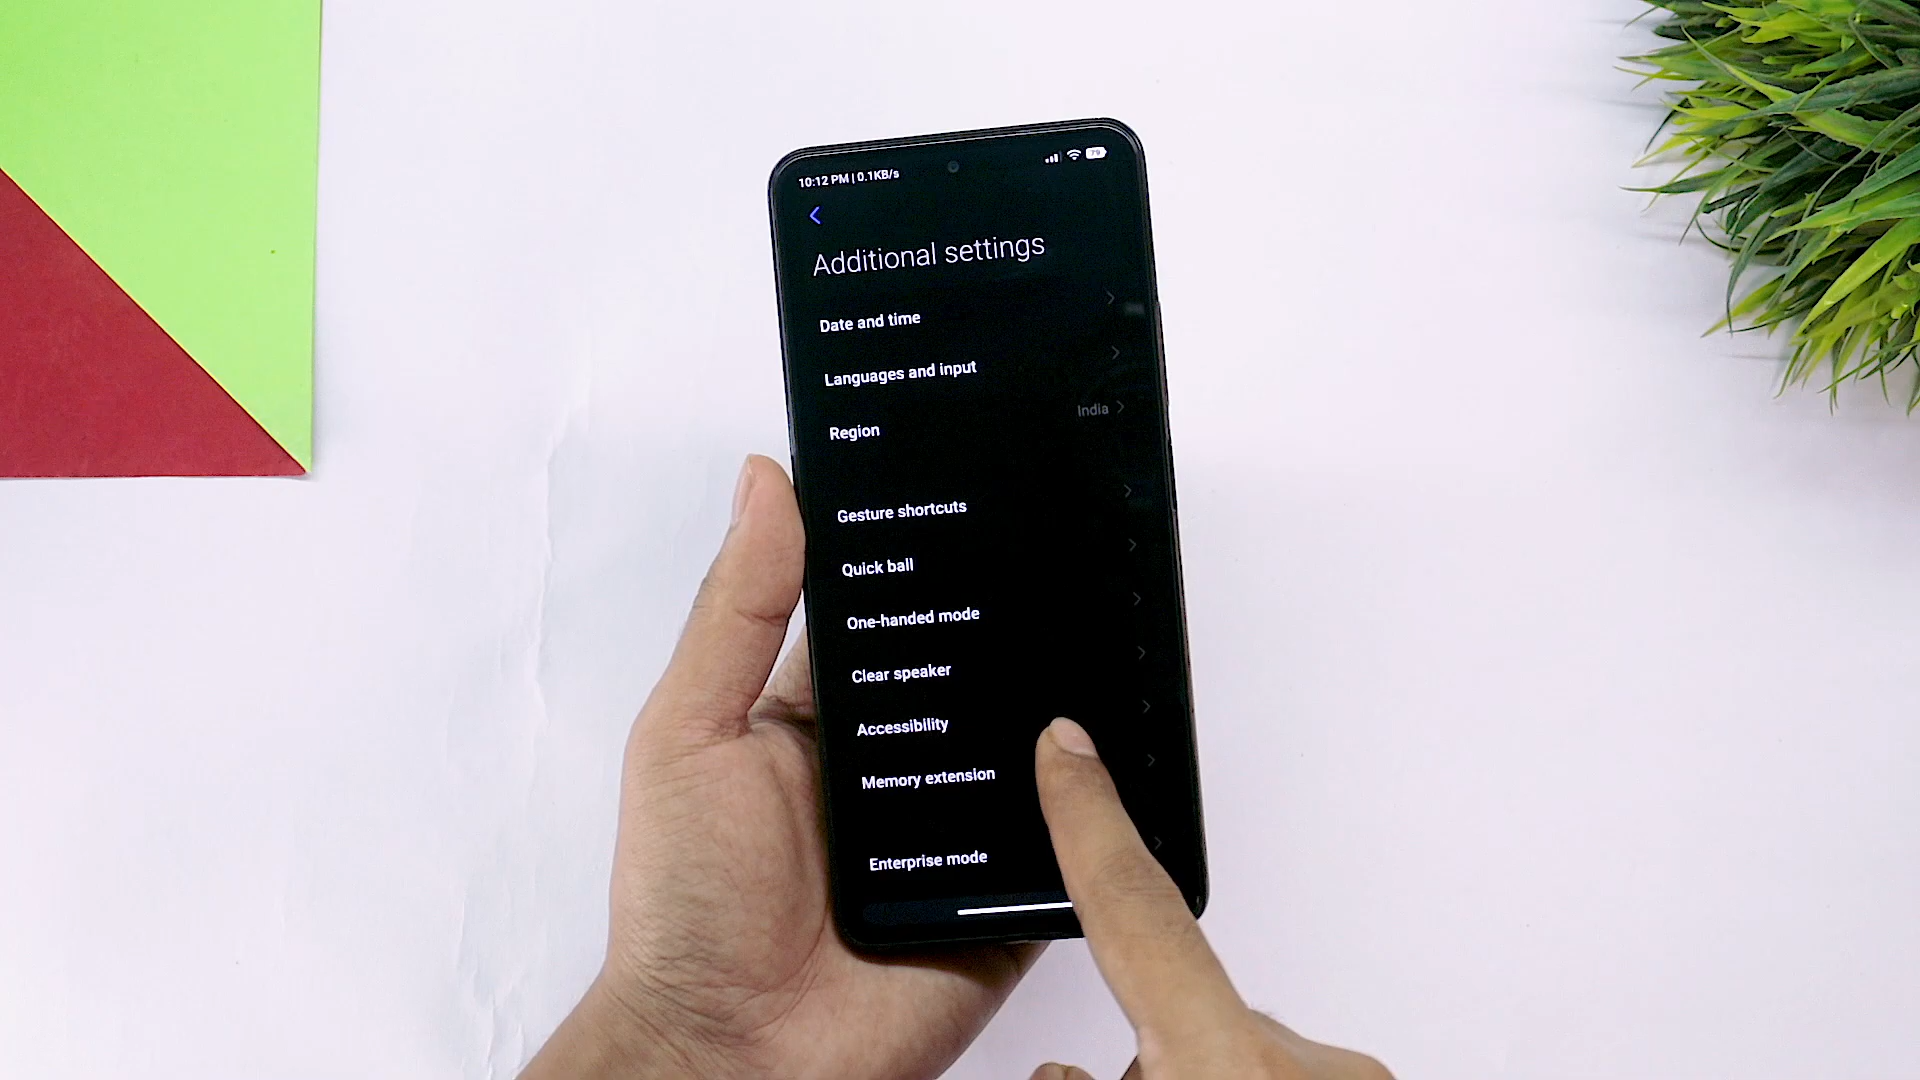 10:12 PM | 0.1KB/s
79
Additional settings
Date and time
Languages and input
Region
India
Gesture shortcuts
Quick ball
One-handed mode
Clear speaker
Accessibility
Memory extension
Enterprise mode